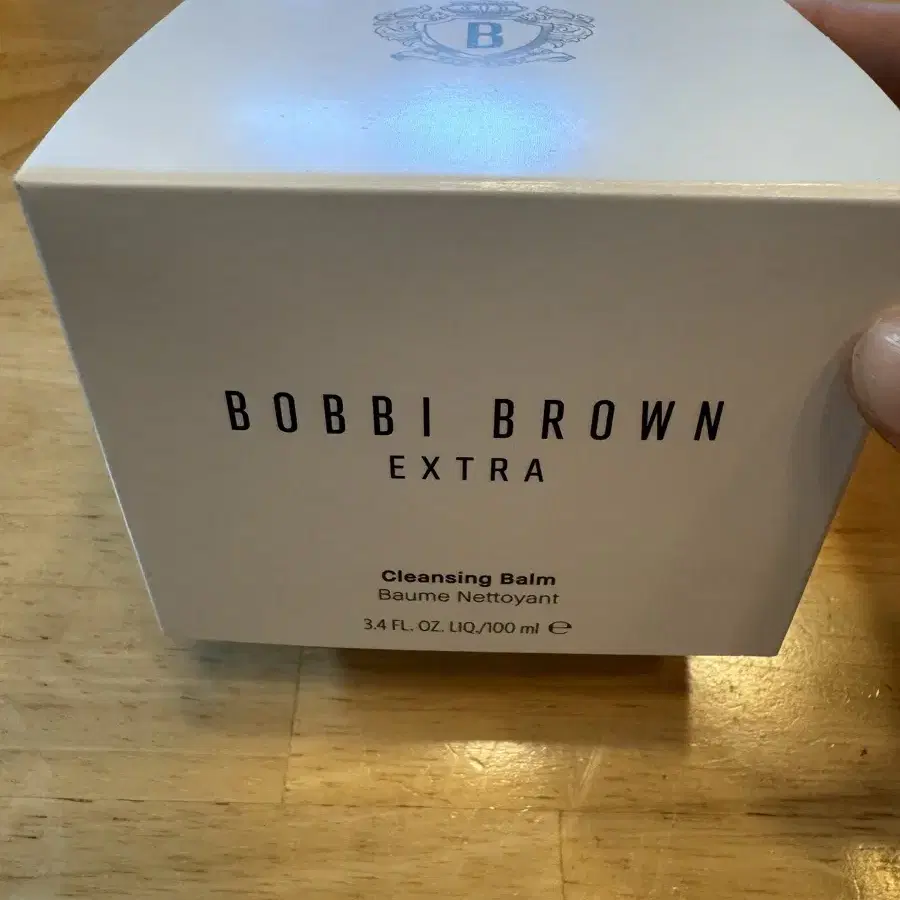 B
BOBBI BROWN
EXTRA
Cleansing Balm
Baume Nettoyant
3.4 FL. OZ. LIQ./100 ml ℮